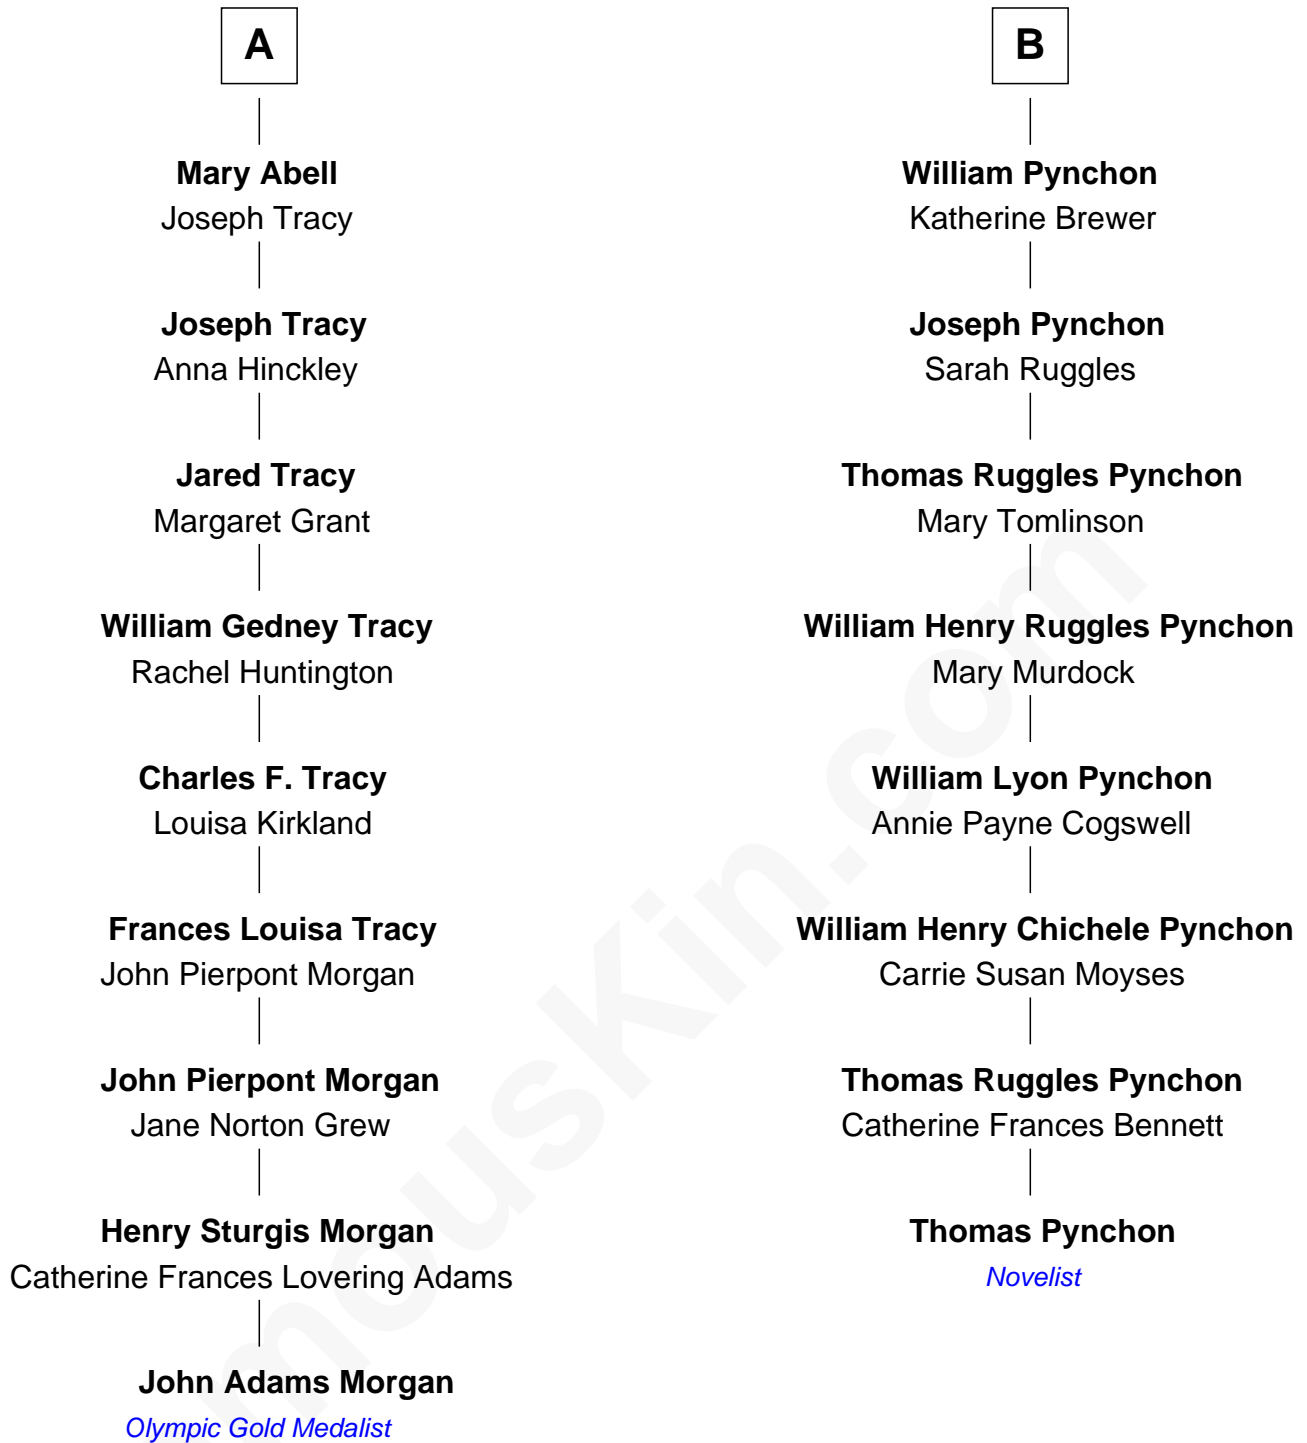 A
Mary Abell
Joseph Tracy
Joseph Tracy
Anna Hinckley
Jared Tracy
Margaret Grant
William Gedney Tracy
Rachel Huntington
Charles F. Tracy
Louisa Kirkland
Frances Louisa Tracy
John Pierpont Morgan
John Pierpont Morgan
Jane Norton Grew
Henry Sturgis Morgan
Catherine Frances Lovering Adams
John Adams Morgan
Olympic Gold Medalist
B
William Pynchon
Katherine Brewer
Joseph Pynchon
Sarah Ruggles
Thomas Ruggles Pynchon
Mary Tomlinson
William Henry Ruggles Pynchon
Mary Murdock
William Lyon Pynchon
Annie Payne Cogswell
William Henry Chichele Pynchon
Carrie Susan Moyses
Thomas Ruggles Pynchon
Catherine Frances Bennett
Thomas Pynchon
Novelist
mouskin.com